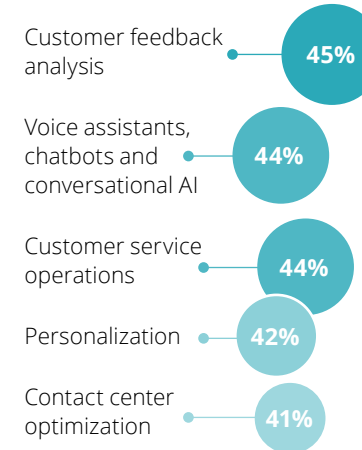 Customer feedback
analysis
45%
Voice assistants,
chatbots and
conversational AI
44%
Customer service
operations
44%
Personalization
42%
Contact center
optimization
41%